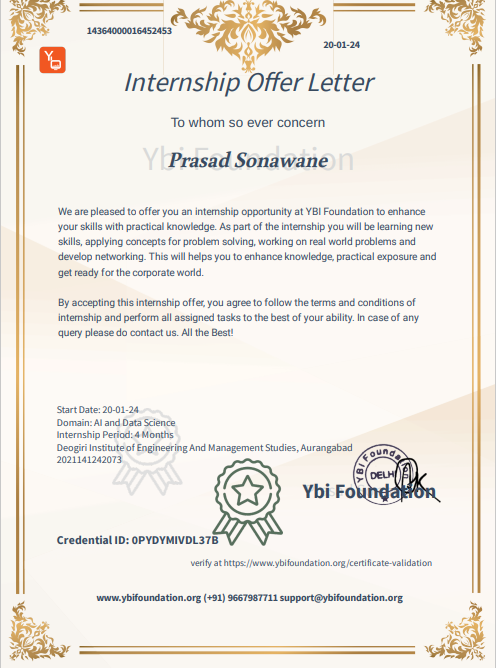 14364000016452453
20-01-24
Internship Offer Letter
To whom so ever concern
Ybi Foundation
Prasad Sonawane
We are pleased to offer you an internship opportunity at YBI Foundation to enhance
your skills with practical knowledge. As part of the internship you will be learning new
skills, applying concepts for problem solving, working on real world problems and
develop networking. This will helps you to enhance knowledge, practical exposure and
get ready for the corporate world.
By accepting this internship offer, you agree to follow the terms and conditions of
internship and perform all assigned tasks to the best of your ability. In case of any
query please do contact us. All the Best!
Start Date: 20-01-24
Domain: AI and Data Science
Internship Period: 4 Months
Deogiri Institute of Engineering And Management Studies, Aurangabad
2021141242073
YBI Foundation
DELHI
Ybi Foundation
Credential ID: 0PYDYMIVDL37B
verify at https://www.ybifoundation.org/certificate-validation
www.ybifoundation.org (+91) 9667987711 support@ybifoundation.org